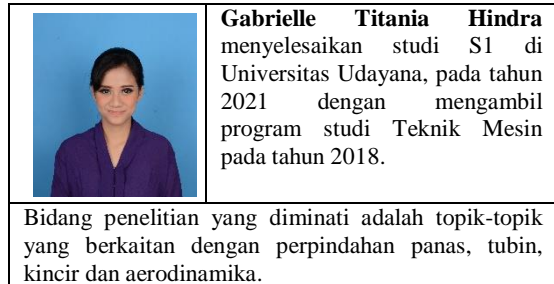 Gabrielle Titania Hindra
menyelesaikan studi S1 di
Universitas Udayana, pada tahun
2021 dengan mengambil
program studi Teknik Mesin
pada tahun 2018.
Bidang penelitian yang diminati adalah topik-topik
yang berkaitan dengan perpindahan panas, tubin,
kincir dan aerodinamika.